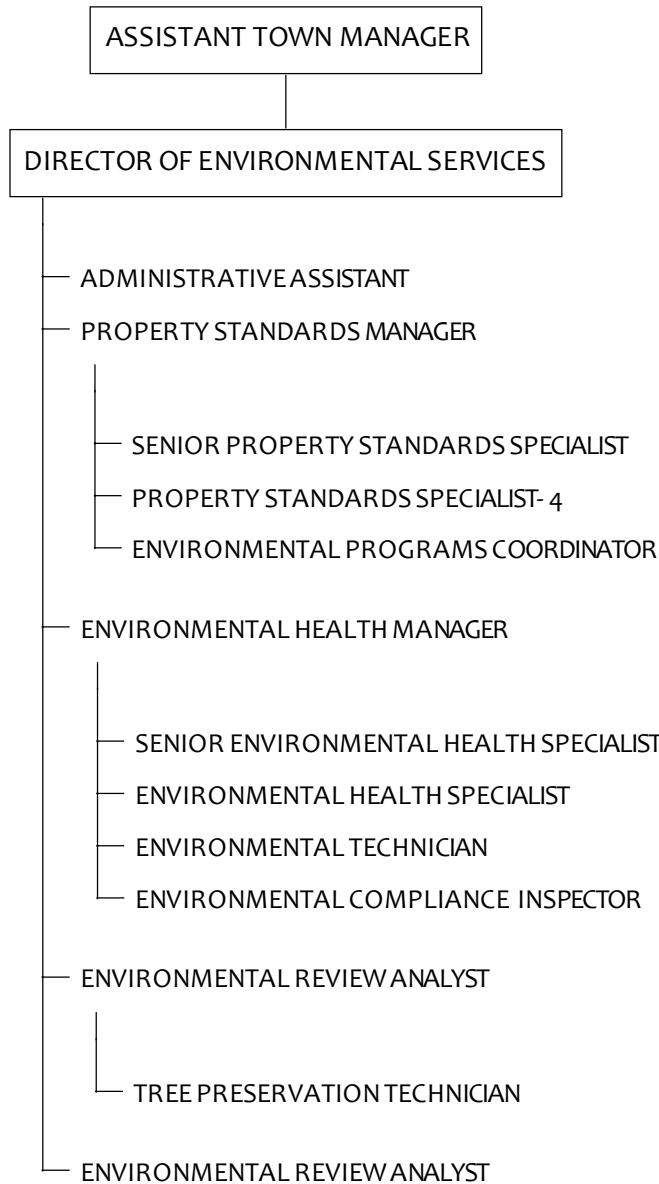 ASSISTANT TOWN MANAGER
DIRECTOR OF ENVIRONMENTAL SERVICES
ADMINISTRATIVE ASSISTANT
PROPERTY STANDARDS MANAGER
SENIOR PROPERTY STANDARDS SPECIALIST
PROPERTY STANDARDS SPECIALIST- 4
ENVIRONMENTAL PROGRAMS COORDINATOR
ENVIRONMENTAL HEALTH MANAGER
SENIOR ENVIRONMENTAL HEALTH SPECIALIST
ENVIRONMENTAL HEALTH SPECIALIST
ENVIRONMENTAL TECHNICIAN
ENVIRONMENTAL COMPLIANCE INSPECTOR
ENVIRONMENTAL REVIEW ANALYST
TREE PRESERVATION TECHNICIAN
ENVIRONMENTAL REVIEW ANALYST